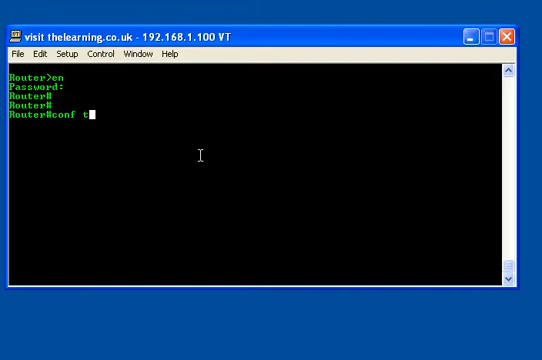 visit thelearning.co.uk - 192.168.1.100 VT
File Edit Setup Control Window Help
Router>en
Password:
Router#
Router#
Router#conf t